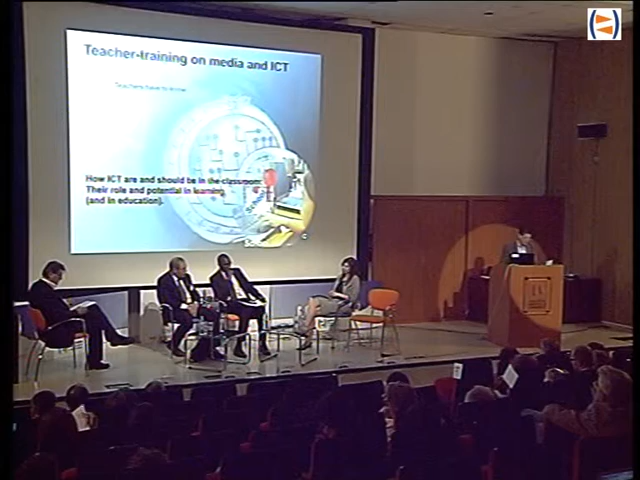 Teacher-training on media and ICT
Teachers have to know
How ICT are and should be in the classroom.
Their role and potential in learning
(and in education).